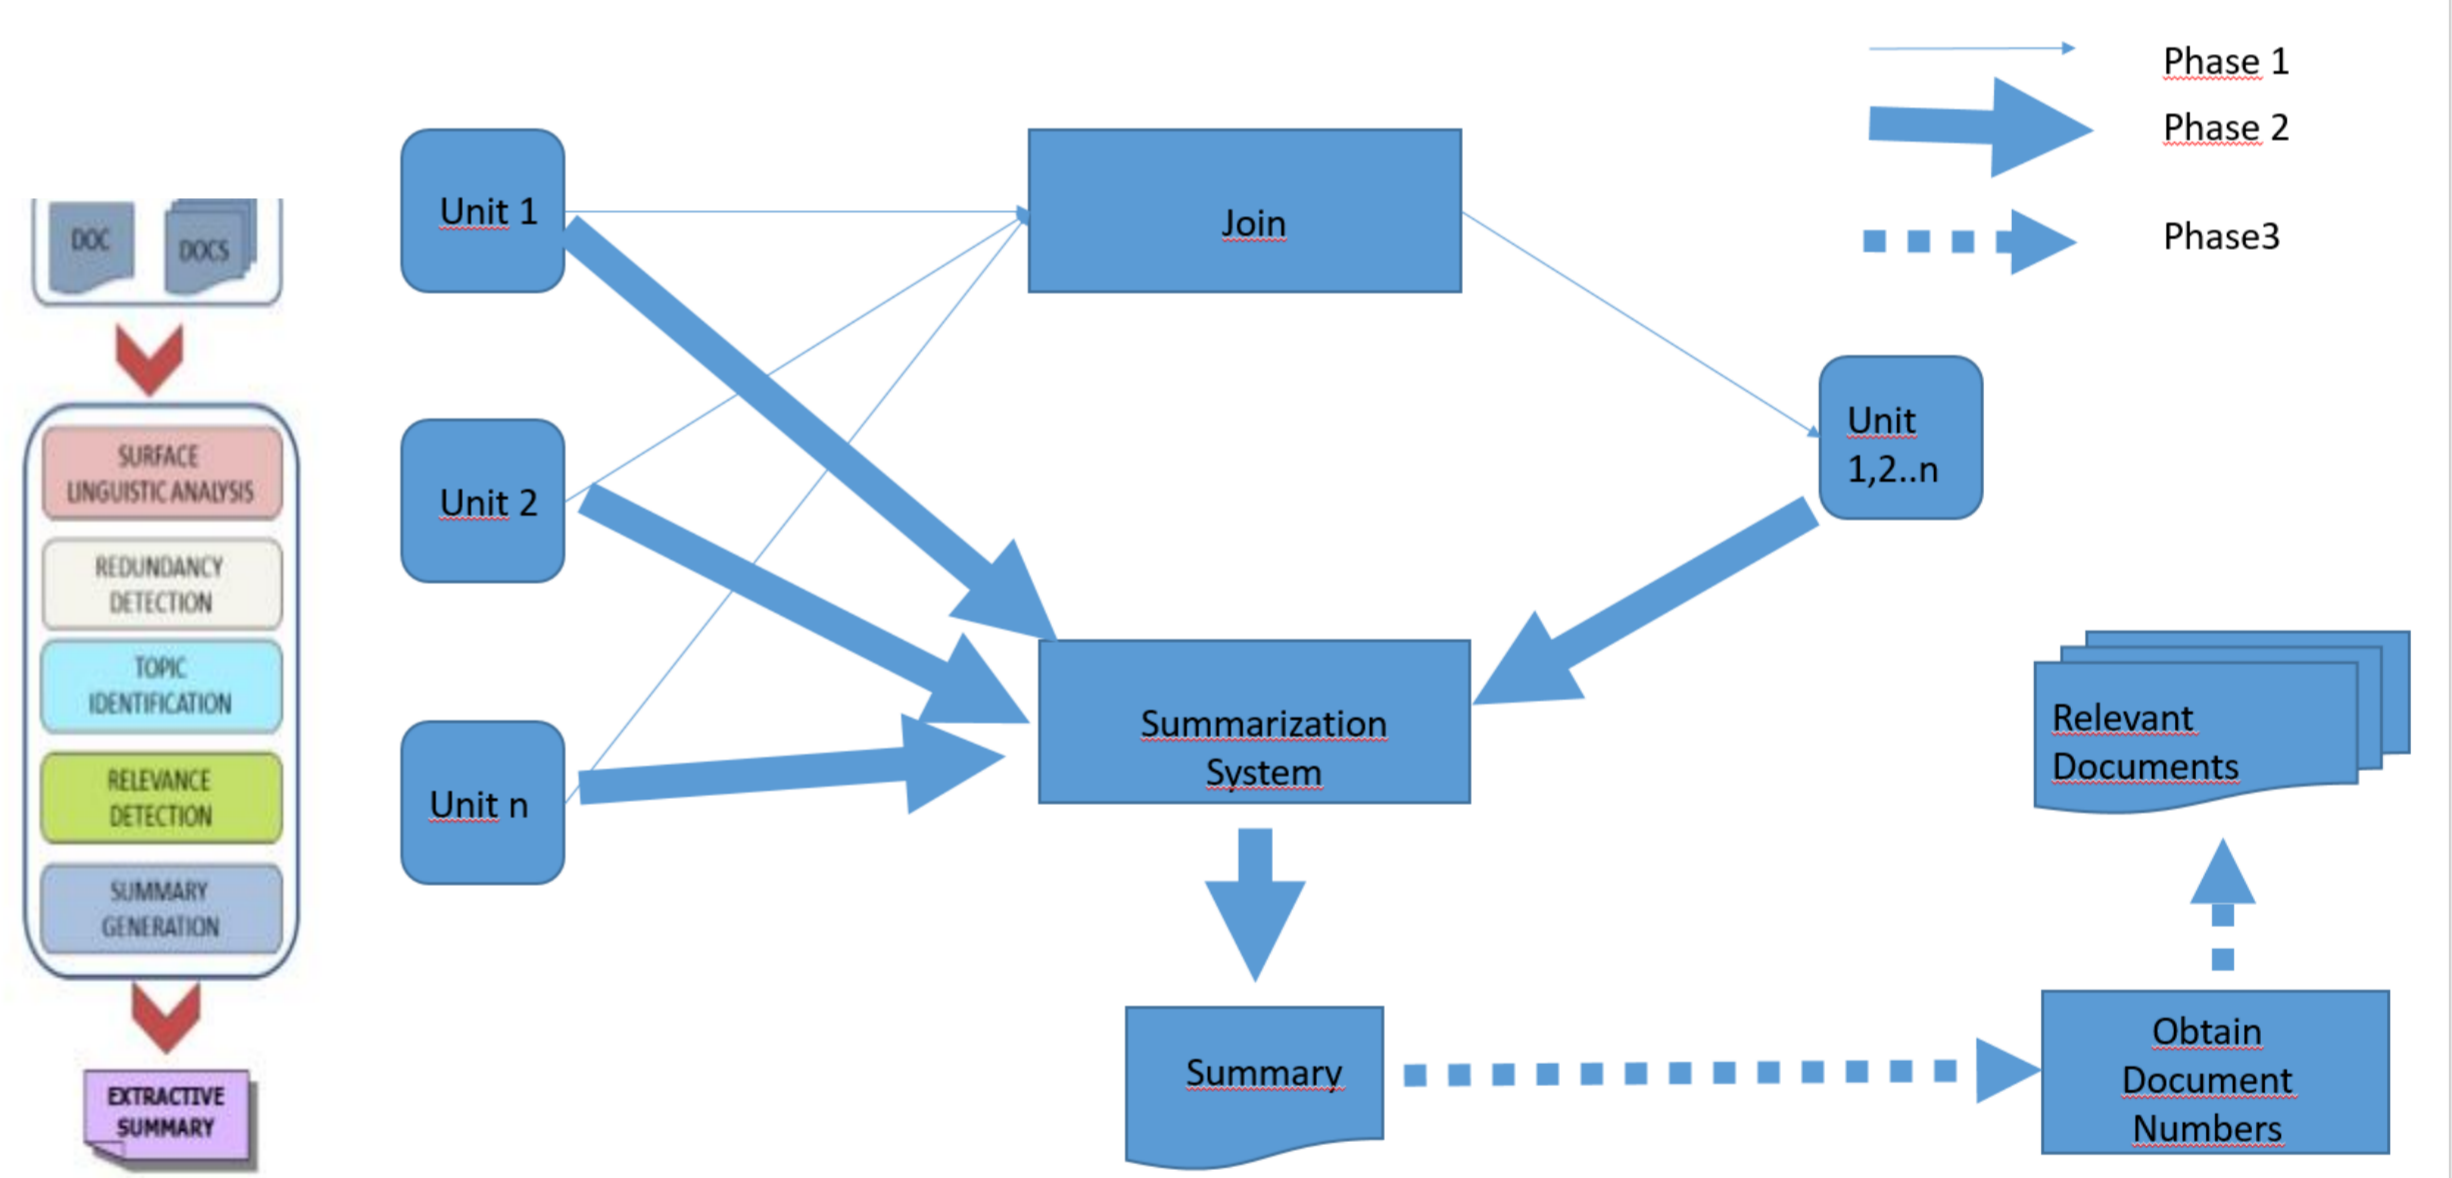 DOC
DOCS
SURFACE
LINGUISTIC ANALYSIS
REDUNDANCY
DETECTION
TOPIC
IDENTIFICATION
RELEVANCE
DETECTION
SUMMARY
GENERATION
EXTRACTIVE
SUMMARY
Unit 1
Unit 2
Unit n
Join
Summarization
System
Summary
Phase 1
Phase 2
Phase3
Unit
1,2..n
Relevant
Documents
Obtain
Document
Numbers